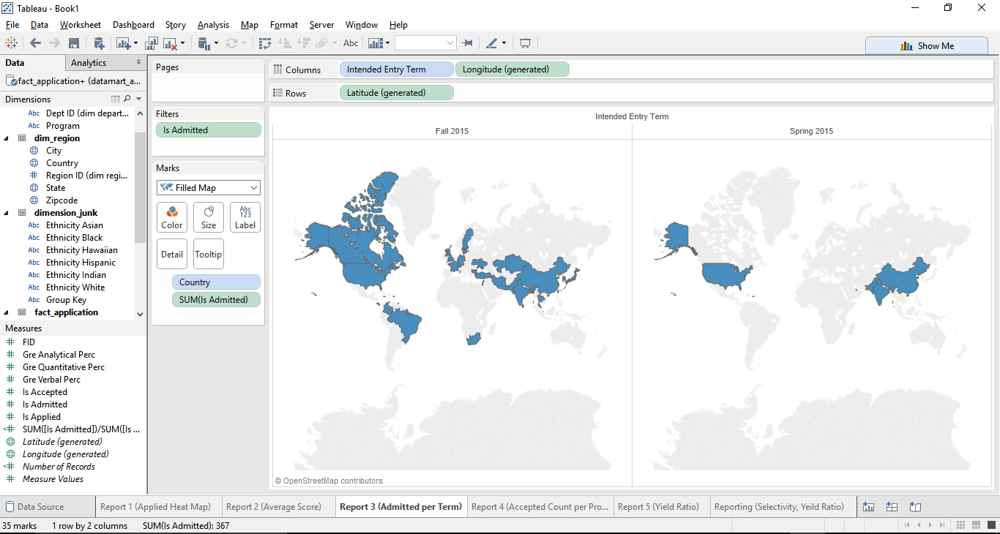 Tableau - Book1
File Data Worksheet Dashboard Story Analysis Map Format Server Window Help
Abc
Show Me
Data Analytics
fact_application+ (datamart_a...
Dimensions
Abc Dept ID (dim depart...
Abc Program
dim_region
City
Country
# Region ID (dim regi...
State
Zipcode
dimension_junk
Abc Ethnicity Asian
Abc Ethnicity Black
Abc Ethnicity Hawaiian
Abc Ethnicity Hispanic
Abc Ethnicity Indian
Abc Ethnicity White
Abc Group Key
fact_application
Measures
# FID
# Gre Analytical Perc
# Gre Quantitative Perc
# Gre Verbal Perc
# Is Accepted
# Is Admitted
# Is Applied
=# SUM([Is Admitted])/SUM([Is ...
Latitude (generated)
Longitude (generated)
=# Number of Records
# Measure Values
Pages
Filters
Is Admitted
Marks
Filled Map
Color
Size
Abc
123
Label
Detail
Tooltip
Country
SUM(Is Admitted)
Columns Intended Entry Term Longitude (generated)
Rows Latitude (generated)
Intended Entry Term
Fall 2015 Spring 2015
© OpenStreetMap contributors
Data Source Report 1 (Applied Heat Map) Report 2 (Average Score) Report 3 (Admitted per Term) Report 4 (Accepted Count per Pro... Report 5 (Yield Ratio) Reporting (Selectivity, Yeild Ratio)
35 marks 1 row by 2 columns SUM(Is Admitted): 367